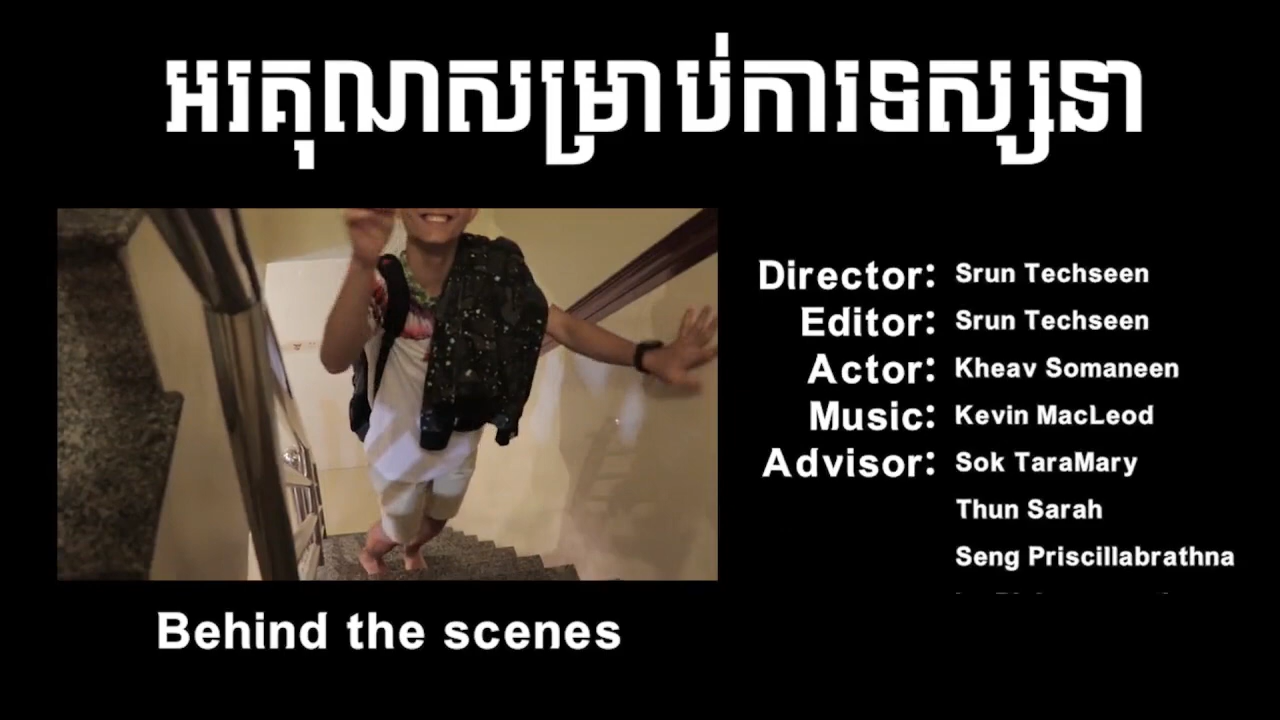 អរគុណសម្រាប់ការទស្សនា
Director: Srun Techseen
Editor: Srun Techseen
Actor: Kheav Somaneen
Music: Kevin MacLeod
Advisor: Sok TaraMary
Thun Sarah
Seng Priscillabrathna
Behind the scenes